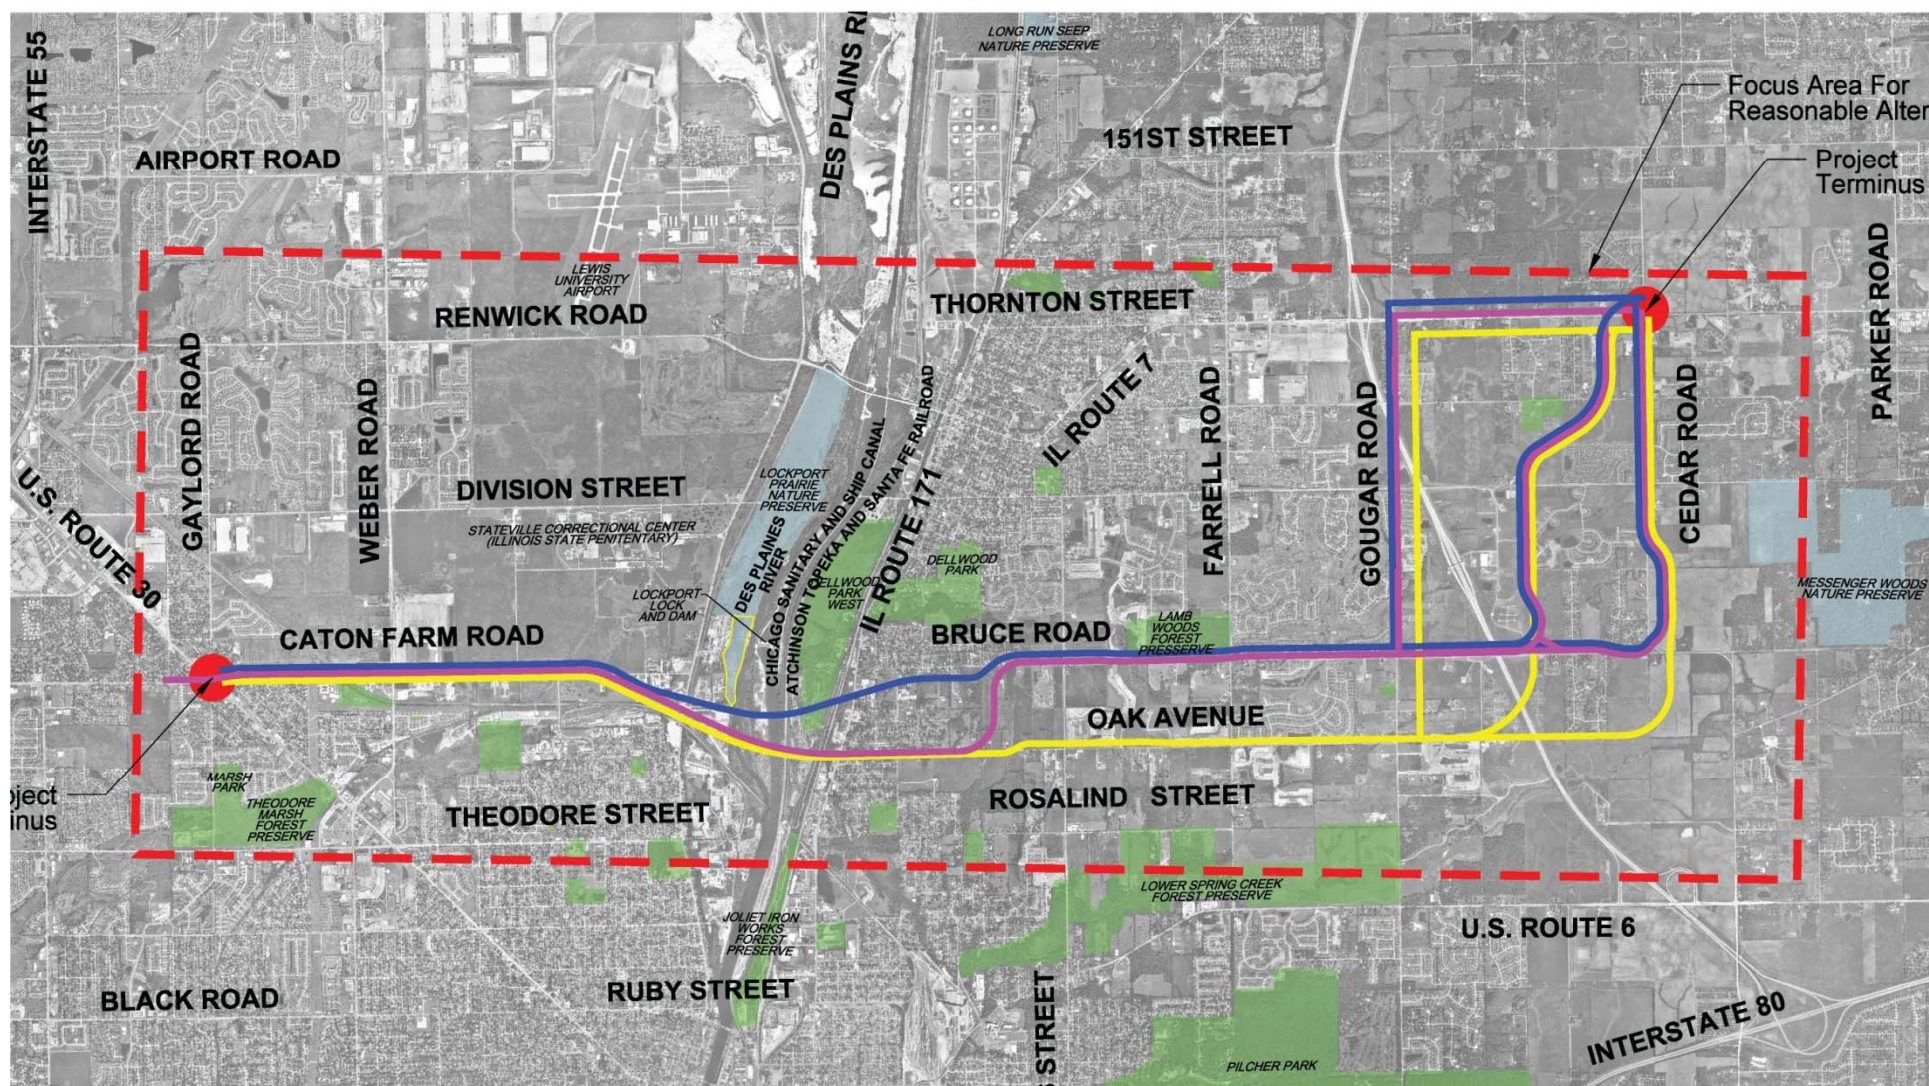 INTERSTATE 55
DES PLAINS RI
LONG RUN SEEP
NATURE PRESERVE
Focus Area For
Reasonable Alter
151ST STREET
AIRPORT ROAD
Project
Terminus
PARKER ROAD
LEWIS
UNIVERSITY
AIRPORT
RENWICK ROAD
THORNTON STREET
GAYLORD ROAD
WEBER ROAD
IL ROUTE 7
FARRELL ROAD
GOUGAR ROAD
CEDAR ROAD
U.S. ROUTE 30
DIVISION STREET
STATEVILLE CORRECTIONAL CENTER
(ILLINOIS STATE PENITENTARY)
LOCKPORT
PRAIRIE
NATURE
PRESERVE
DES PLAINES
RIVER
CHICAGO SANITARY AND SHIP CANAL
ATCHINSON TOPEKA AND SANTA FE RAILROAD
IL ROUTE 171
ELLWOOD
PARK
WEST
DELLWOOD
PARK
LOCKPORT
LOCK
AND DAM
MESSENGER WOODS
NATURE PRESERVE
CATON FARM ROAD
BRUCE ROAD
LAMB
WOODS
FOREST
PRESSERVE
OAK AVENUE
oject
inus
MARSH
PARK
THEODORE
MARSH
FOREST
PRESERVE
THEODORE STREET
ROSALIND STREET
LOWER SPRING CREEK
FOREST PRESERVE
JOLIET IRON
WORKS
FOREST
PRESERVE
U.S. ROUTE 6
BLACK ROAD
RUBY STREET
STREET
INTERSTATE 80
PILCHER PARK